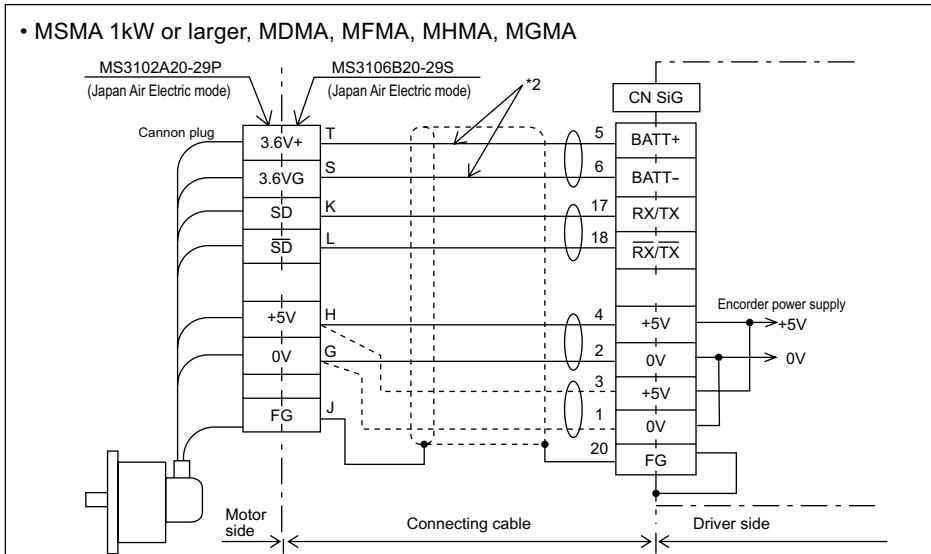 • MSMA 1kW or larger, MDMA, MFMA, MHMA, MGMA
MS3102A20-29P
(Japan Air Electric mode)
MS3106B20-29S
(Japan Air Electric mode)
*2
CN SiG
Cannon plug
3.6V+
T
5
BATT+
3.6VG
S
6
BATT−
SD
K
17
RX/TX
S̅D̅
L
18
R̅X̅/T̅X̅
Encorder power supply
+5V
H
4
+5V
+5V
0V
G
2
0V
0V
3
+5V
1
0V
FG
J
20
FG
Motor
side
Connecting cable
Driver side